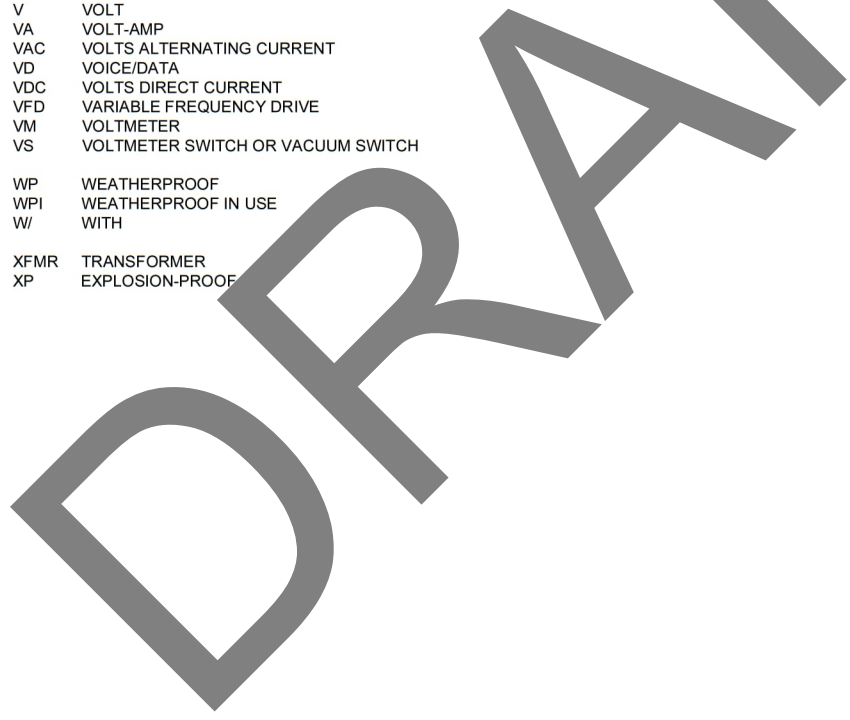 V VOLT
VA VOLT-AMP
VAC VOLTS ALTERNATING CURRENT
VD VOICE/DATA
VDC VOLTS DIRECT CURRENT
VFD VARIABLE FREQUENCY DRIVE
VM VOLTMETER
VS VOLTMETER SWITCH OR VACUUM SWITCH
WP WEATHERPROOF
WPI WEATHERPROOF IN USE
W/ WITH
XFMR TRANSFORMER
XP EXPLOSION-PROOF
DRA